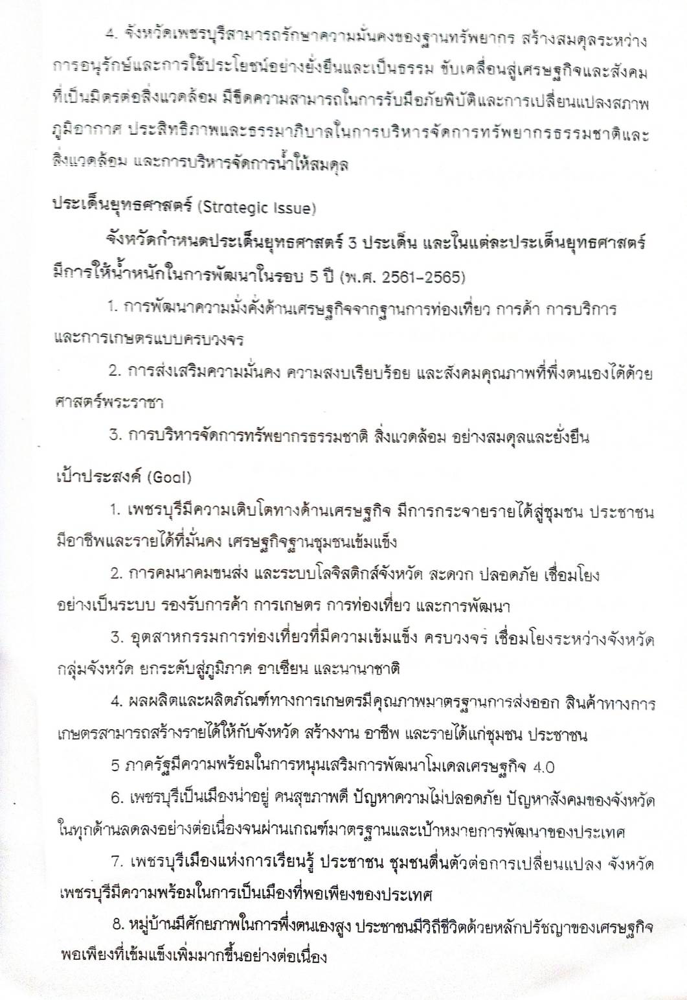 4. จังหวัดเพชรบุรีสามารถรักษาความมั่นคงของฐานทรัพยากร สร้างสมดุลระหว่าง
การอนุรักษ์และการใช้ประโยชน์อย่างยั่งยืนและเป็นธรรม ขับเคลื่อนสู่เศรษฐกิจและสังคม
ที่เป็นมิตรต่อสิ่งแวดล้อม มีขีดความสามารถในการรับมือภัยพิบัติและการเปลี่ยนแปลงสภาพ
ภูมิอากาศ ประสิทธิภาพและธรรมาภิบาลในการบริหารจัดการทรัพยากรธรรมชาติและ
สิ่งแวดล้อม และการบริหารจัดการน้ำให้สมดุล
ประเด็นยุทธศาสตร์ (Strategic Issue)
จังหวัดกำหนดประเด็นยุทธศาสตร์ 3 ประเด็น และในแต่ละประเด็นยุทธศาสตร์
มีการให้น้ำหนักในการพัฒนาในรอบ 5 ปี (พ.ศ. 2561-2565)
1. การพัฒนาความมั่งคั่งด้านเศรษฐกิจจากฐานการท่องเที่ยว การค้า การบริการ
และการเกษตรแบบครบวงจร
2. การส่งเสริมความมั่นคง ความสงบเรียบร้อย และสังคมคุณภาพที่พึ่งตนเองได้ด้วย
ศาสตร์พระราชา
3. การบริหารจัดการทรัพยากรธรรมชาติ สิ่งแวดล้อม อย่างสมดุลและยั่งยืน
เป้าประสงค์ (Goal)
1. เพชรบุรีมีความเติบโตทางด้านเศรษฐกิจ มีการกระจายรายได้สู่ชุมชน ประชาชน
มีอาชีพและรายได้ที่มั่นคง เศรษฐกิจฐานชุมชนเข้มแข็ง
2. การคมนาคมขนส่ง และระบบโลจิสติกส์จังหวัด สะดวก ปลอดภัย เชื่อมโยง
อย่างเป็นระบบ รองรับการค้า การเกษตร การท่องเที่ยว และการพัฒนา
3. อุตสาหกรรมการท่องเที่ยวที่มีความเข้มแข็ง ครบวงจร เชื่อมโยงระหว่างจังหวัด
กลุ่มจังหวัด ยกระดับสู่ภูมิภาค อาเซียน และนานาชาติ
4. ผลผลิตและผลิตภัณฑ์ทางการเกษตรมีคุณภาพมาตรฐานการส่งออก สินค้าทางการ
เกษตรสามารถสร้างรายได้ให้กับจังหวัด สร้างงาน อาชีพ และรายได้แก่ชุมชน ประชาชน
5 ภาครัฐมีความพร้อมในการหนุนเสริมการพัฒนาโมเดลเศรษฐกิจ 4.0
6. เพชรบุรีเป็นเมืองน่าอยู่ คนสุขภาพดี ปัญหาความไม่ปลอดภัย ปัญหาสังคมของจังหวัด
ในทุกด้านลดลงอย่างต่อเนื่องจนผ่านเกณฑ์มาตรฐานและเป้าหมายการพัฒนาของประเทศ
7. เพชรบุรีเมืองแห่งการเรียนรู้ ประชาชน ชุมชนตื่นตัวต่อการเปลี่ยนแปลง จังหวัด
เพชรบุรีมีความพร้อมในการเป็นเมืองที่พอเพียงของประเทศ
8. หมู่บ้านมีศักยภาพในการพึ่งตนเองสูง ประชาชนมีวิถีชีวิตด้วยหลักปรัชญาของเศรษฐกิจ
พอเพียงที่เข้มแข็งเพิ่มมากขึ้นอย่างต่อเนื่อง